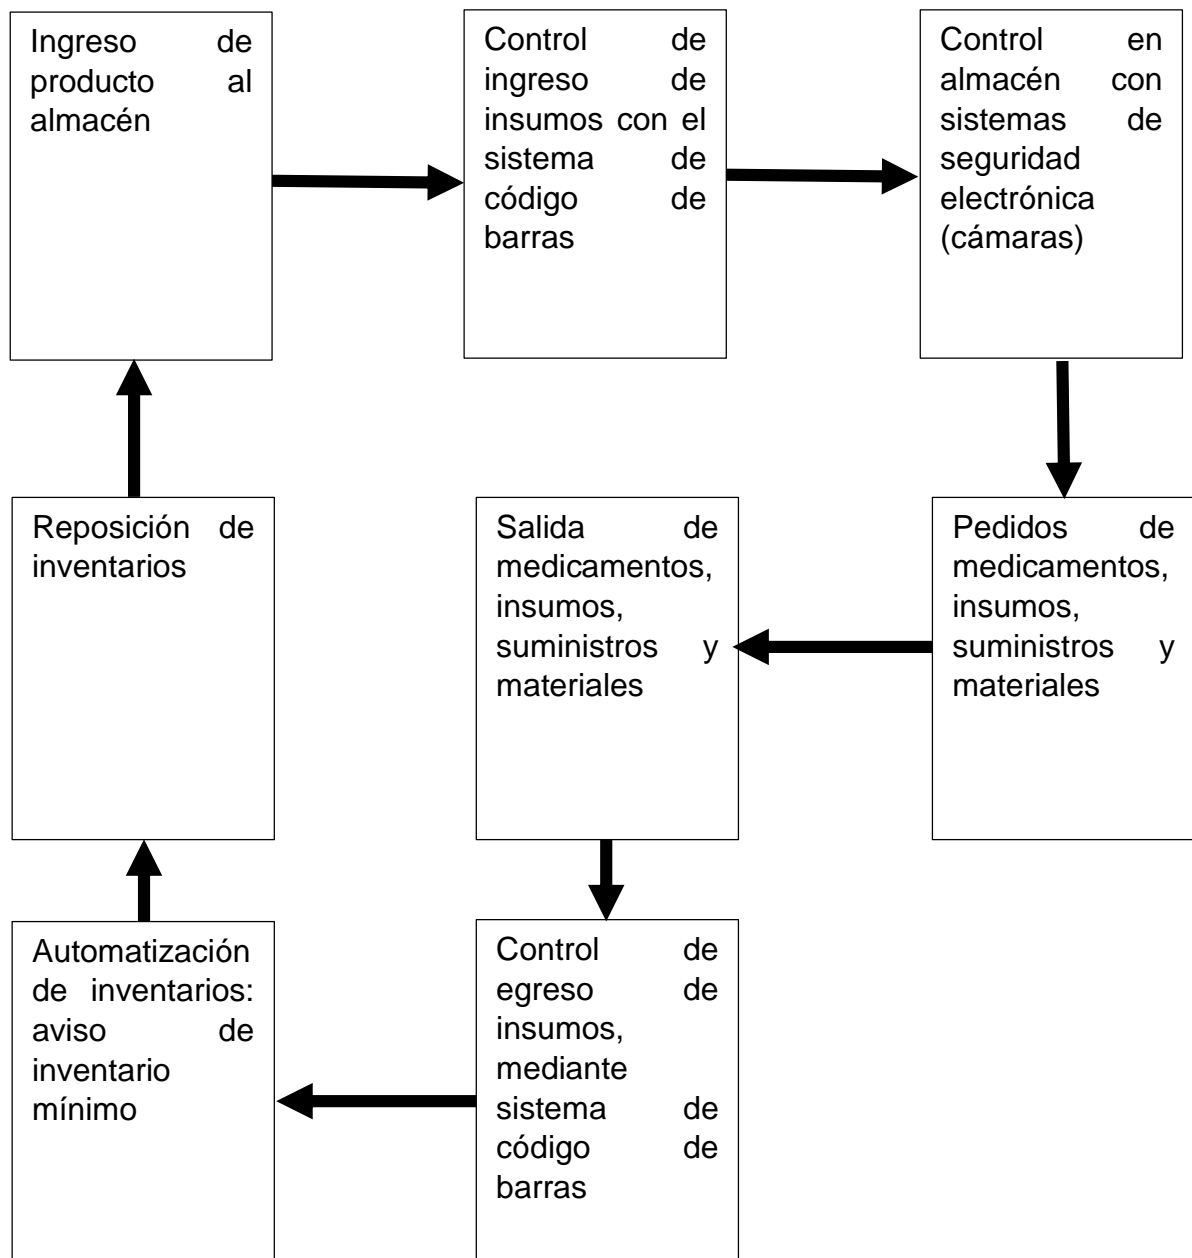 Ingreso de
producto al
almacén
Control de
ingreso de
insumos con el
sistema de
código de
barras
Control en
almacén con
sistemas de
seguridad
electrónica
(cámaras)
Pedidos de
medicamentos,
insumos,
suministros y
materiales
Salida de
medicamentos,
insumos,
suministros y
materiales
Control de
egreso de
insumos,
mediante
sistema de
código de
barras
Automatización
de inventarios:
aviso de
inventario
mínimo
Reposición de
inventarios